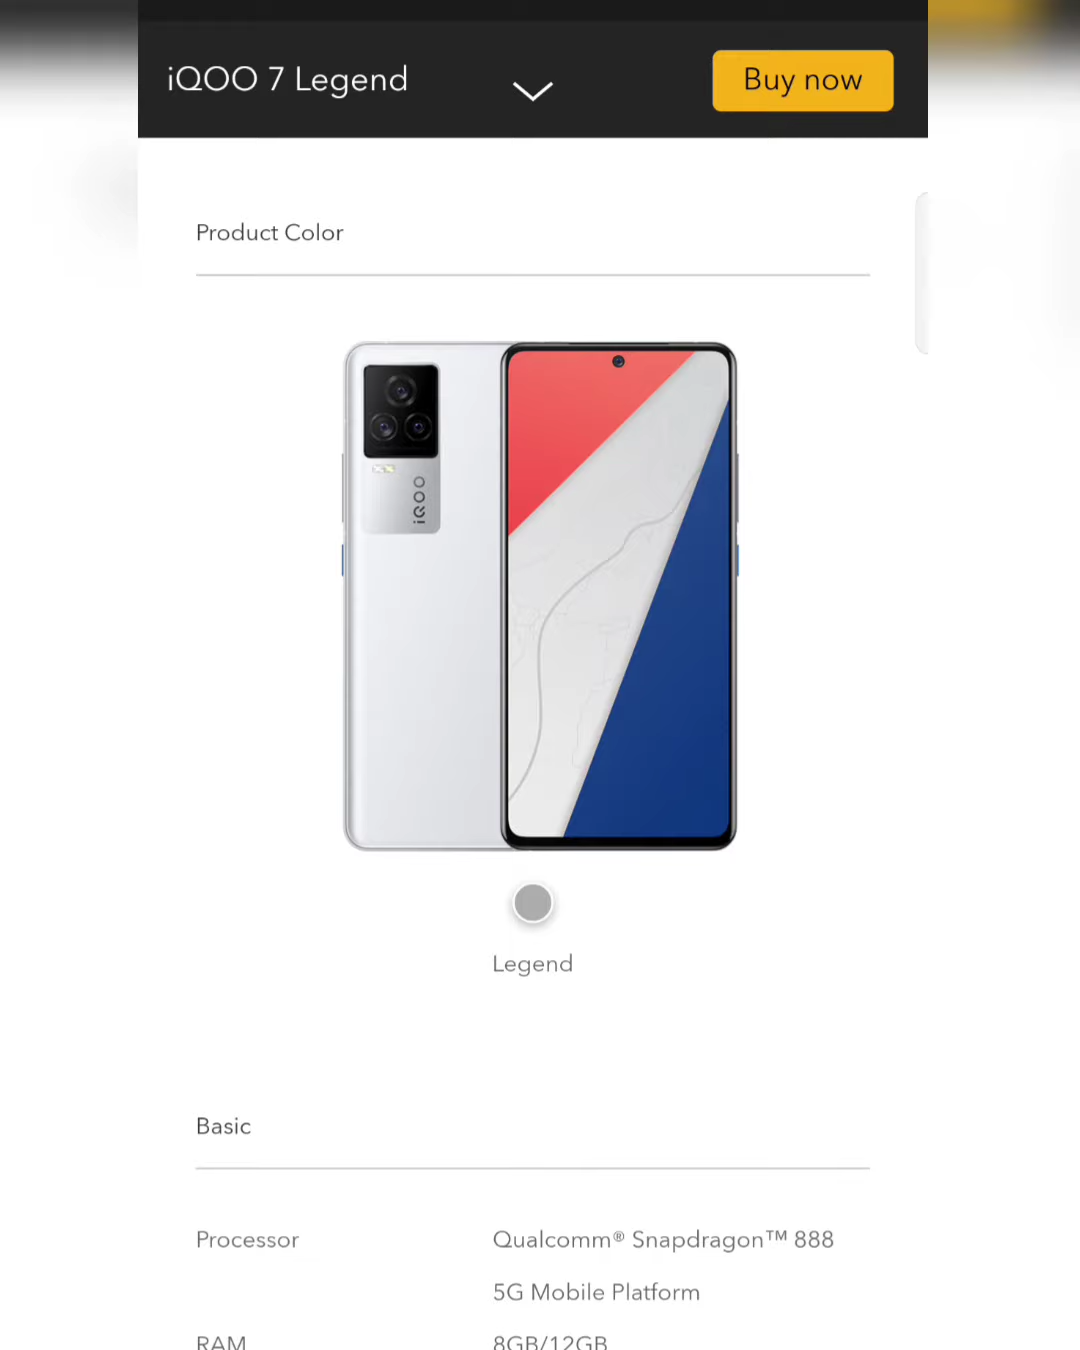 iQOO 7 Legend
Buy now
Product Color
iQOO
Legend
Basic
Processor
Qualcomm® Snapdragon™ 888
5G Mobile Platform
RAM
8GB/12GB